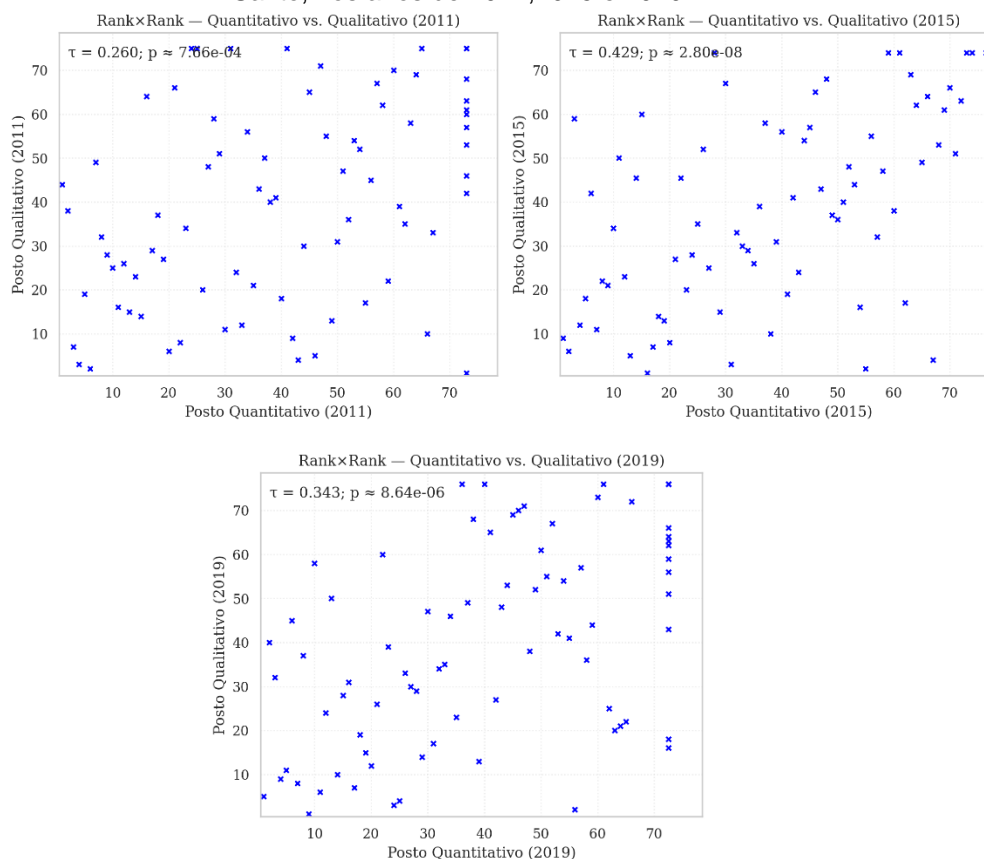 Rank×Rank — Quantitativo vs. Qualitativo (2011)
τ = 0.260; p ≈ 7.66e-04
Posto Qualitativo (2011)
70
60
50
40
30
20
10
10 20 30 40 50 60 70
Posto Quantitativo (2011)
Rank×Rank — Quantitativo vs. Qualitativo (2015)
τ = 0.429; p ≈ 2.80e-08
Posto Qualitativo (2015)
70
60
50
40
30
20
10
10 20 30 40 50 60 70
Posto Quantitativo (2015)
Rank×Rank — Quantitativo vs. Qualitativo (2019)
τ = 0.343; p ≈ 8.64e-06
Posto Qualitativo (2019)
70
60
50
40
30
20
10
10 20 30 40 50 60 70
Posto Quantitativo (2019)